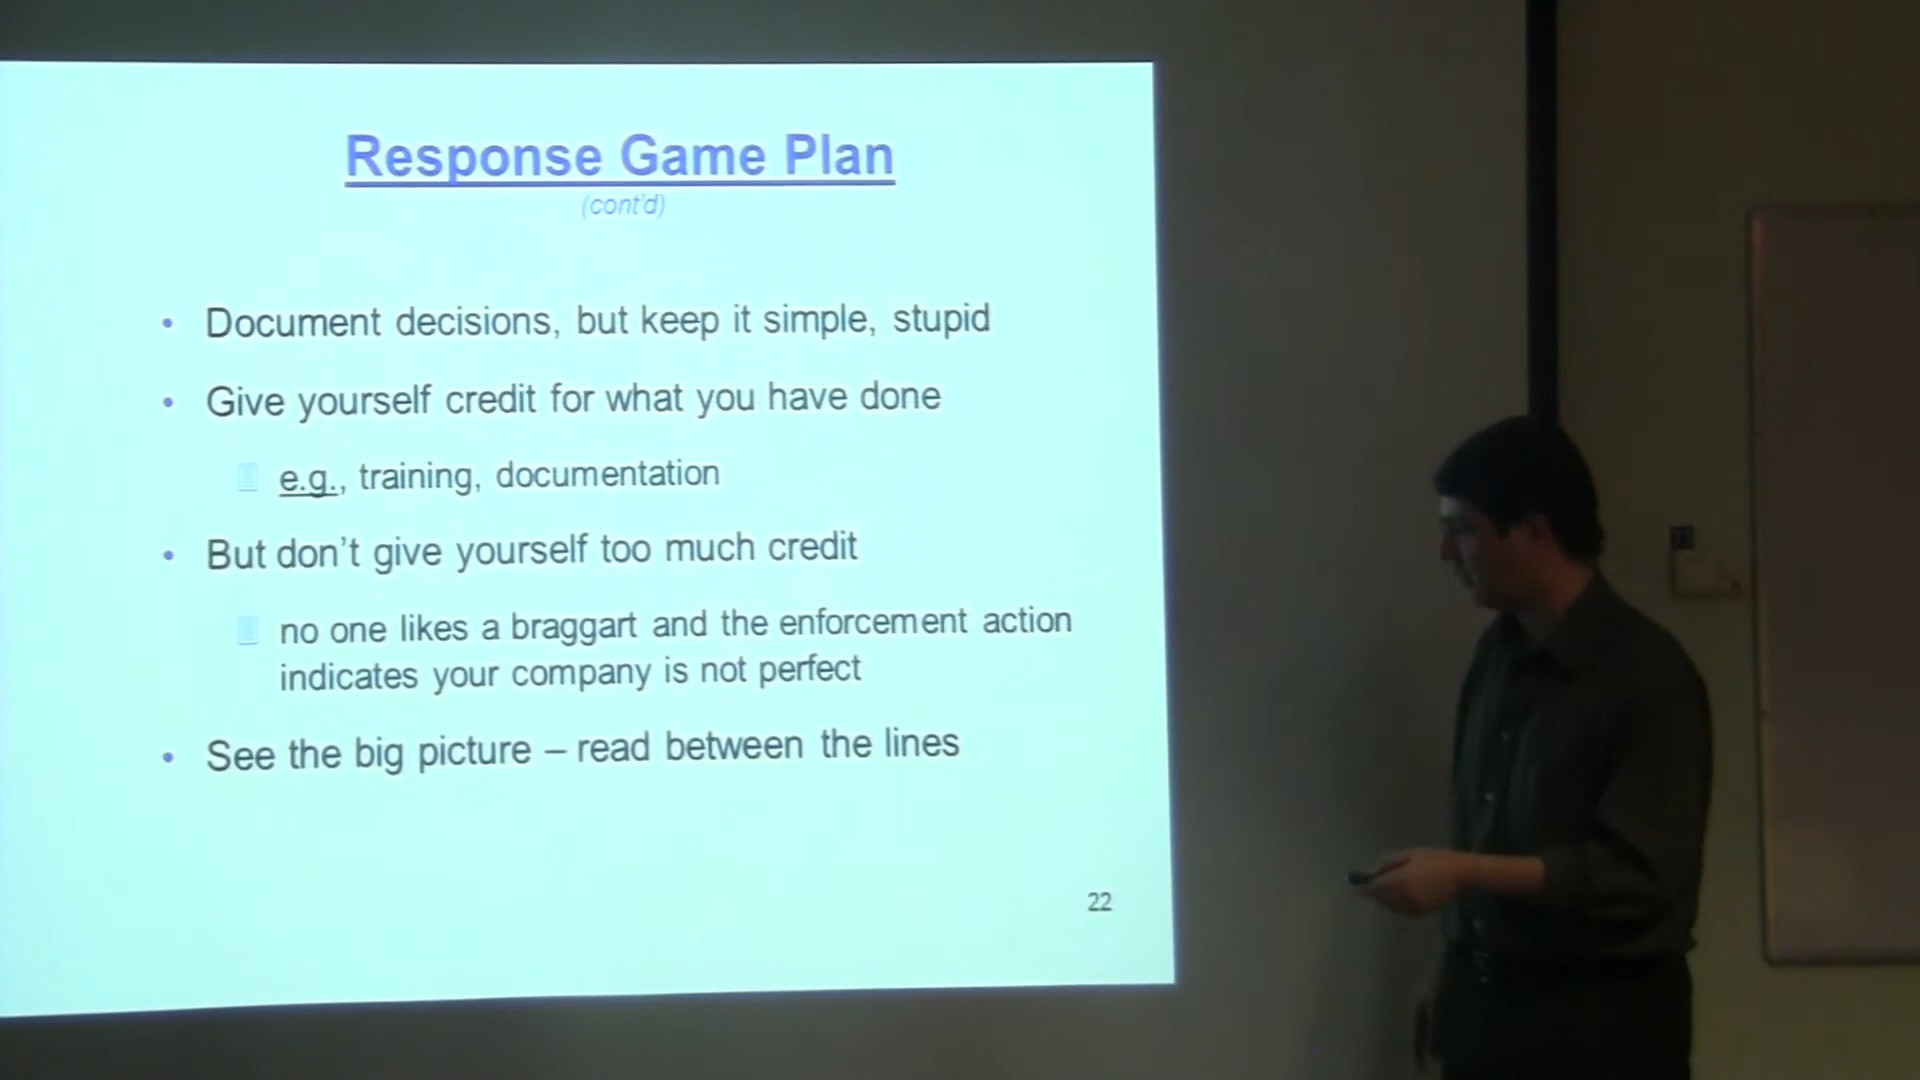 Response Game Plan
(cont'd)
• Document decisions, but keep it simple, stupid
• Give yourself credit for what you have done
e.g., training, documentation
• But don't give yourself too much credit
no one likes a braggart and the enforcement action
indicates your company is not perfect
• See the big picture – read between the lines
22